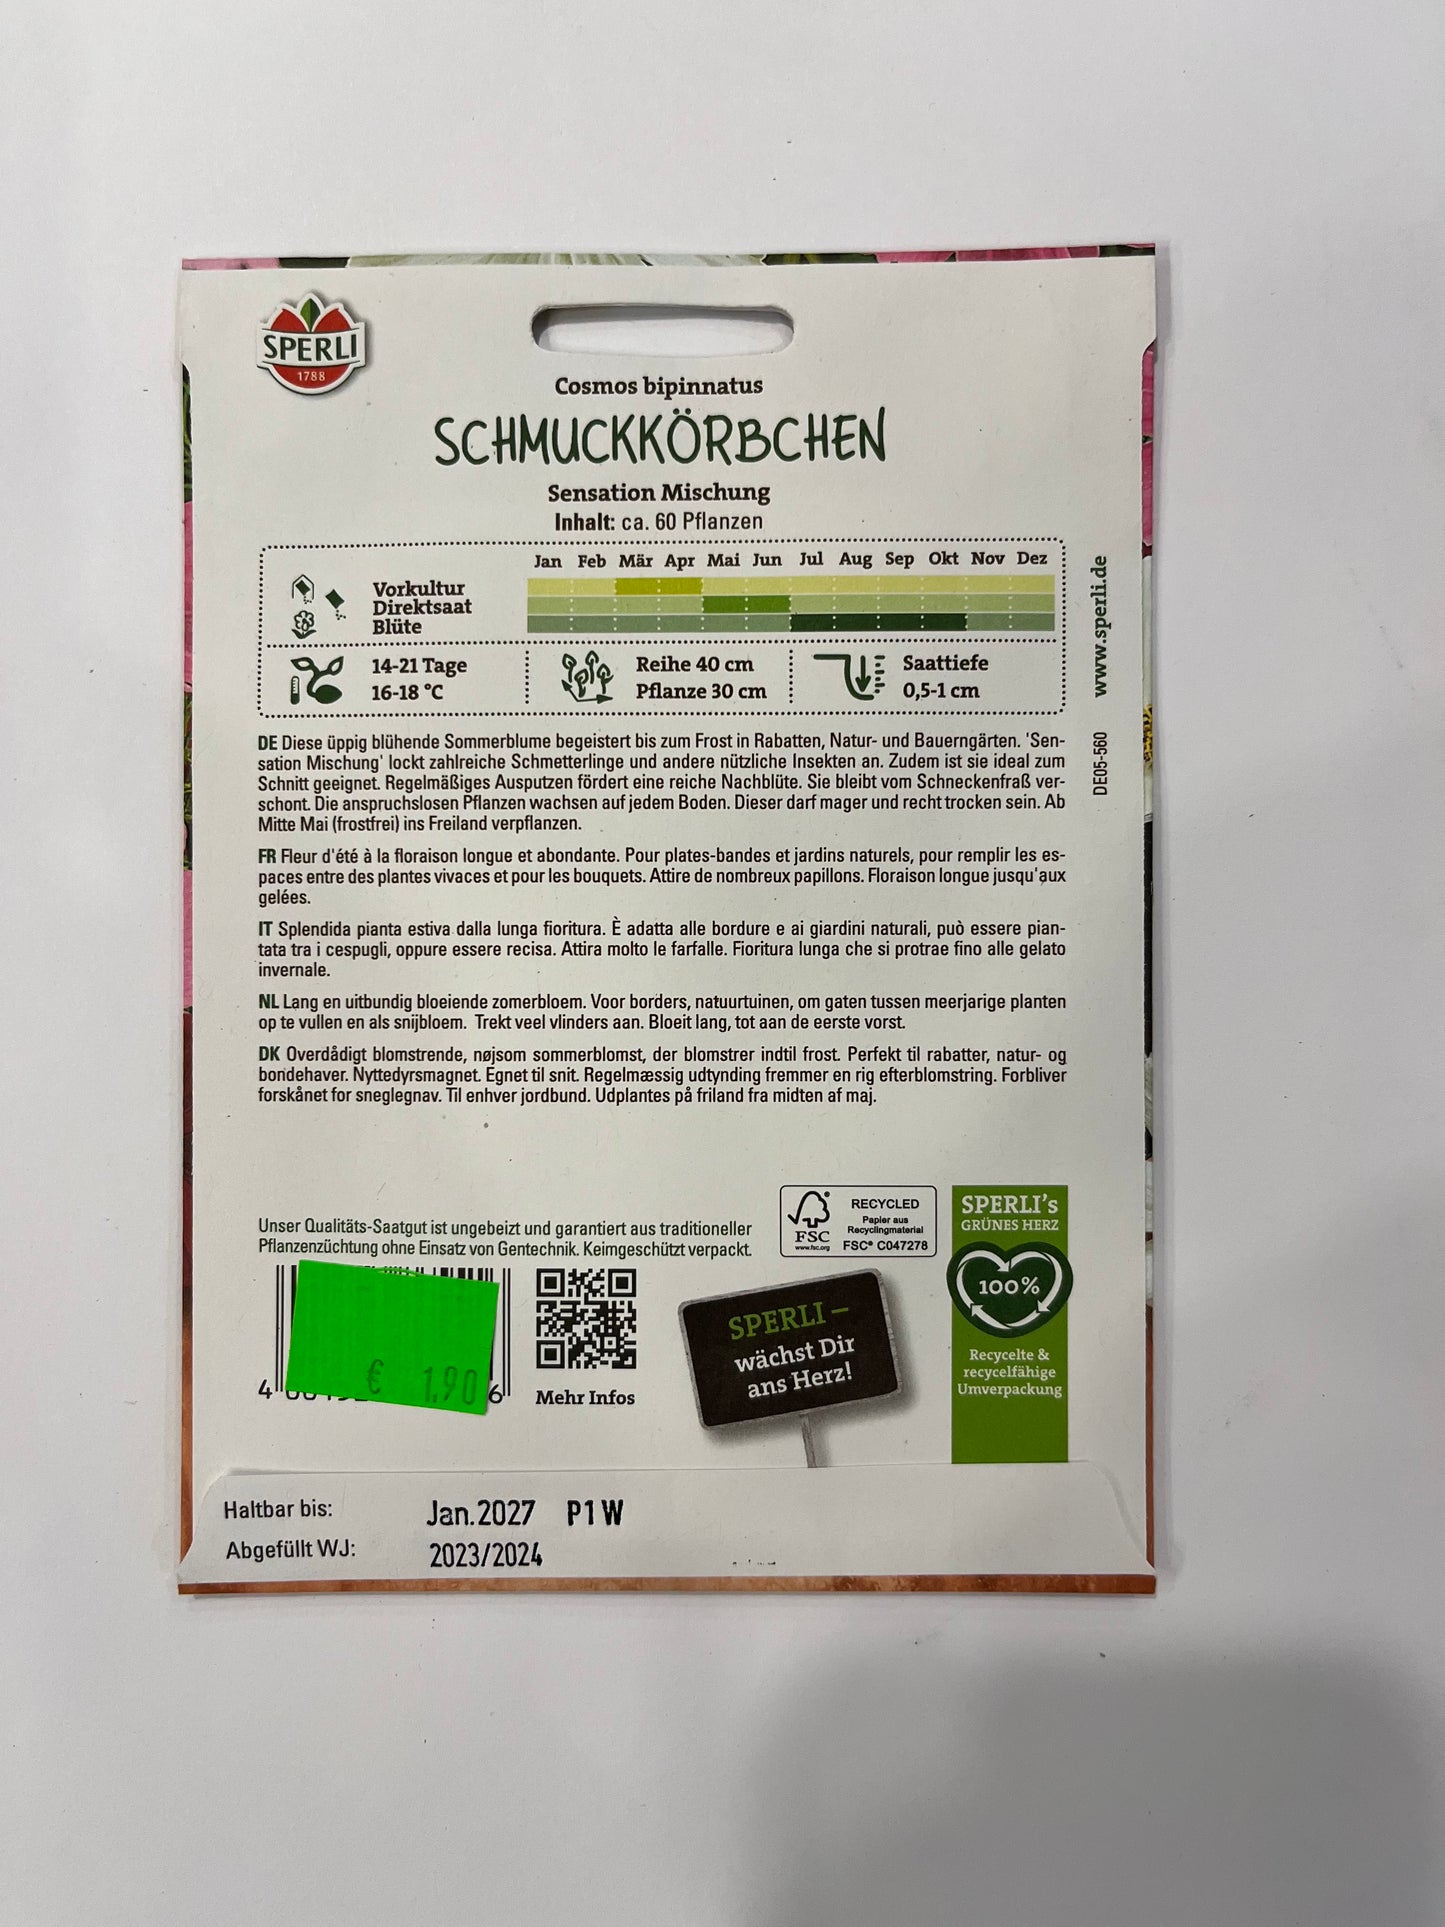 SPERLI
1788
Cosmos bipinnatus
SCHMUCKKÖRBCHEN
Sensation Mischung
Inhalt: ca. 60 Pflanzen
Jan Feb Mär Apr Mai Jun Jul Aug Sep Okt Nov Dez
Vorkultur
Direktsaat
Blüte
14-21 Tage
16-18 °C
Reihe 40 cm
Pflanze 30 cm
Saattiefe
0,5-1 cm
www.sperli.de
DE05-560
DE Diese üppig blühende Sommerblume begeistert bis zum Frost in Rabatten, Natur- und Bauerngärten. 'Sen-
sation Mischung' lockt zahlreiche Schmetterlinge und andere nützliche Insekten an. Zudem ist sie ideal zum
Schnitt geeignet. Regelmäßiges Ausputzen fördert eine reiche Nachblüte. Sie bleibt vom Schneckenfraß ver-
schont. Die anspruchslosen Pflanzen wachsen auf jedem Boden. Dieser darf mager und recht trocken sein. Ab
Mitte Mai (frostfrei) ins Freiland verpflanzen.
FR Fleur d'été à la floraison longue et abondante. Pour plates-bandes et jardins naturels, pour remplir les es-
paces entre des plantes vivaces et pour les bouquets. Attire de nombreux papillons. Floraison longue jusqu'aux
gelées.
IT Splendida pianta estiva dalla lunga fioritura. È adatta alle bordure e ai giardini naturali, può essere pian-
tata tra i cespugli, oppure essere recisa. Attira molto le farfalle. Fioritura lunga che si protrae fino alle gelato
invernale.
NL Lang en uitbundig bloeiende zomerbloem. Voor borders, natuurtuinen, om gaten tussen meerjarige planten
op te vullen en als snijbloem. Trekt veel vlinders aan. Bloeit lang, tot aan de eerste vorst.
DK Overdådigt blomstrende, nøjsom sommerblomst, der blomstrer indtil frost. Perfekt til rabatter, natur- og
bondehaver. Nyttedyrsmagnet. Egnet til snit. Regelmæssig udtynding fremmer en rig efterblomstring. Forbliver
forskånet for sneglegnav. Til enhver jordbund. Udplantes på friland fra midten af maj.
Unser Qualitäts-Saatgut ist ungebeizt und garantiert aus traditioneller
Pflanzenzüchtung ohne Einsatz von Gentechnik. Keimgeschützt verpackt.
FSC
www.fsc.org
RECYCLED
Papier aus
Recyclingmaterial
FSC® C047278
SPERLI's
GRÜNES HERZ
100%
Recycelte &
recycelfähige
Umverpackung
€ 1.90
4
6
Mehr Infos
SPERLI –
wächst Dir
ans Herz!
Haltbar bis: Jan.2027 P1W
Abgefüllt WJ: 2023/2024